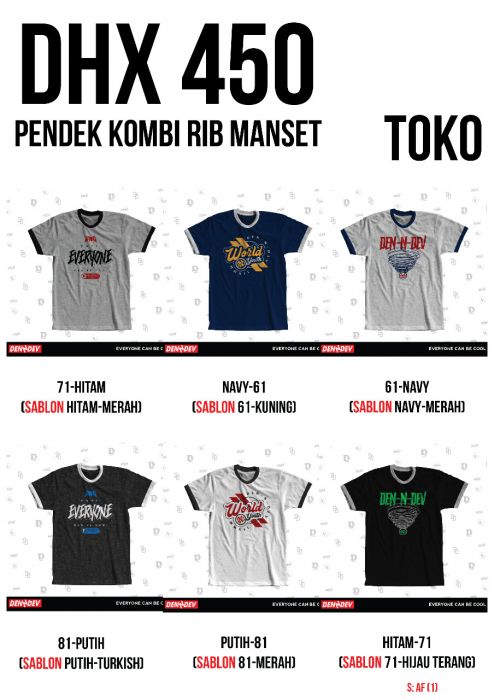 DHX 450
PENDEK KOMBI RIB MANSET
TOKO
EVERYONE
World
Youth
DEN-N-DEV
DEN DEV
EVERYONE CAN BE C
DEN DEV
EVERYONE CAN BE C
DEN DEV
EVERYONE CAN BE COOL
71-HITAM
(SABLON HITAM-MERAH)
NAVY-61
(SABLON 61-KUNING)
61-NAVY
(SABLON NAVY-MERAH)
EVERYONE
World
Youth
DEN-N-DEV
DEN DEV
EVERYONE CAN BE C
DEN DEV
EVERYONE CAN BE C
DEN DEV
EVERYONE CAN BE COOL
81-PUTIH
(SABLON PUTIH-TURKISH)
PUTIH-81
(SABLON 81-MERAH)
HITAM-71
(SABLON 71-HIJAU TERANG)
S: AF (1)